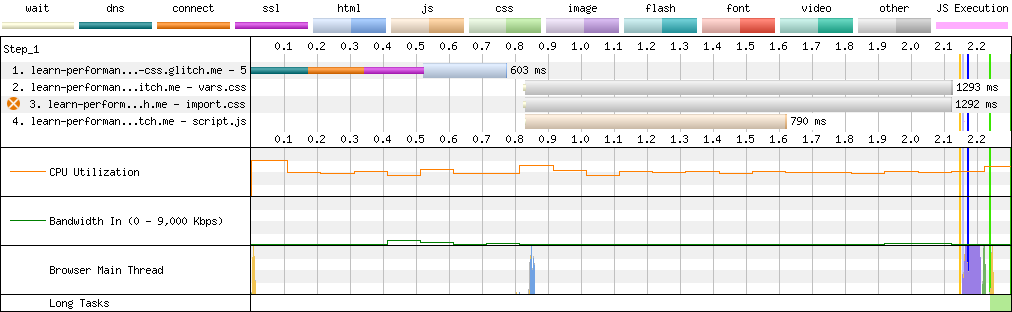 wait dns connect ssl html js css image flash font video other JS Execution
Step_1
0.1 0.2 0.3 0.4 0.5 0.6 0.7 0.8 0.9 1.0 1.1 1.2 1.3 1.4 1.5 1.6 1.7 1.8 1.9 2.0 2.1 2.2
1. learn-performan...-css.glitch.me - 5 603 ms
2. learn-performan...itch.me - vars.css 1293 ms
3. learn-perform...h.me - import.css 1292 ms
4. learn-performan...tch.me - script.js 790 ms
0.1 0.2 0.3 0.4 0.5 0.6 0.7 0.8 0.9 1.0 1.1 1.2 1.3 1.4 1.5 1.6 1.7 1.8 1.9 2.0 2.1 2.2
CPU Utilization
Bandwidth In (0 - 9,000 Kbps)
Browser Main Thread
Long Tasks